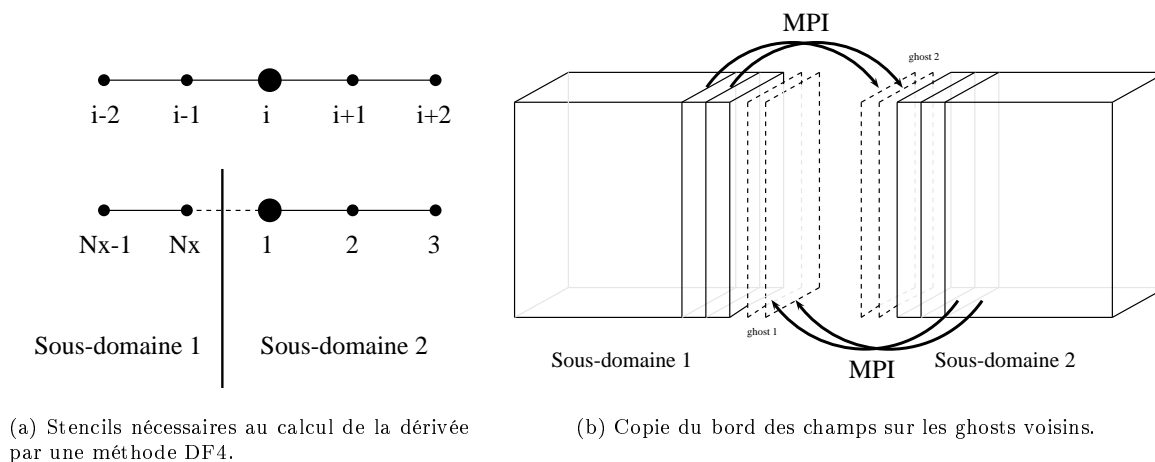 i-2 i-1 i i+1 i+2
Nx-1 Nx 1 2 3
Sous-domaine 1 Sous-domaine 2
(a) Stencils nécessaires au calcul de la dérivée
par une méthode DF4.
MPI
ghost 2
ghost 1
Sous-domaine 1 MPI Sous-domaine 2
(b) Copie du bord des champs sur les ghosts voisins.